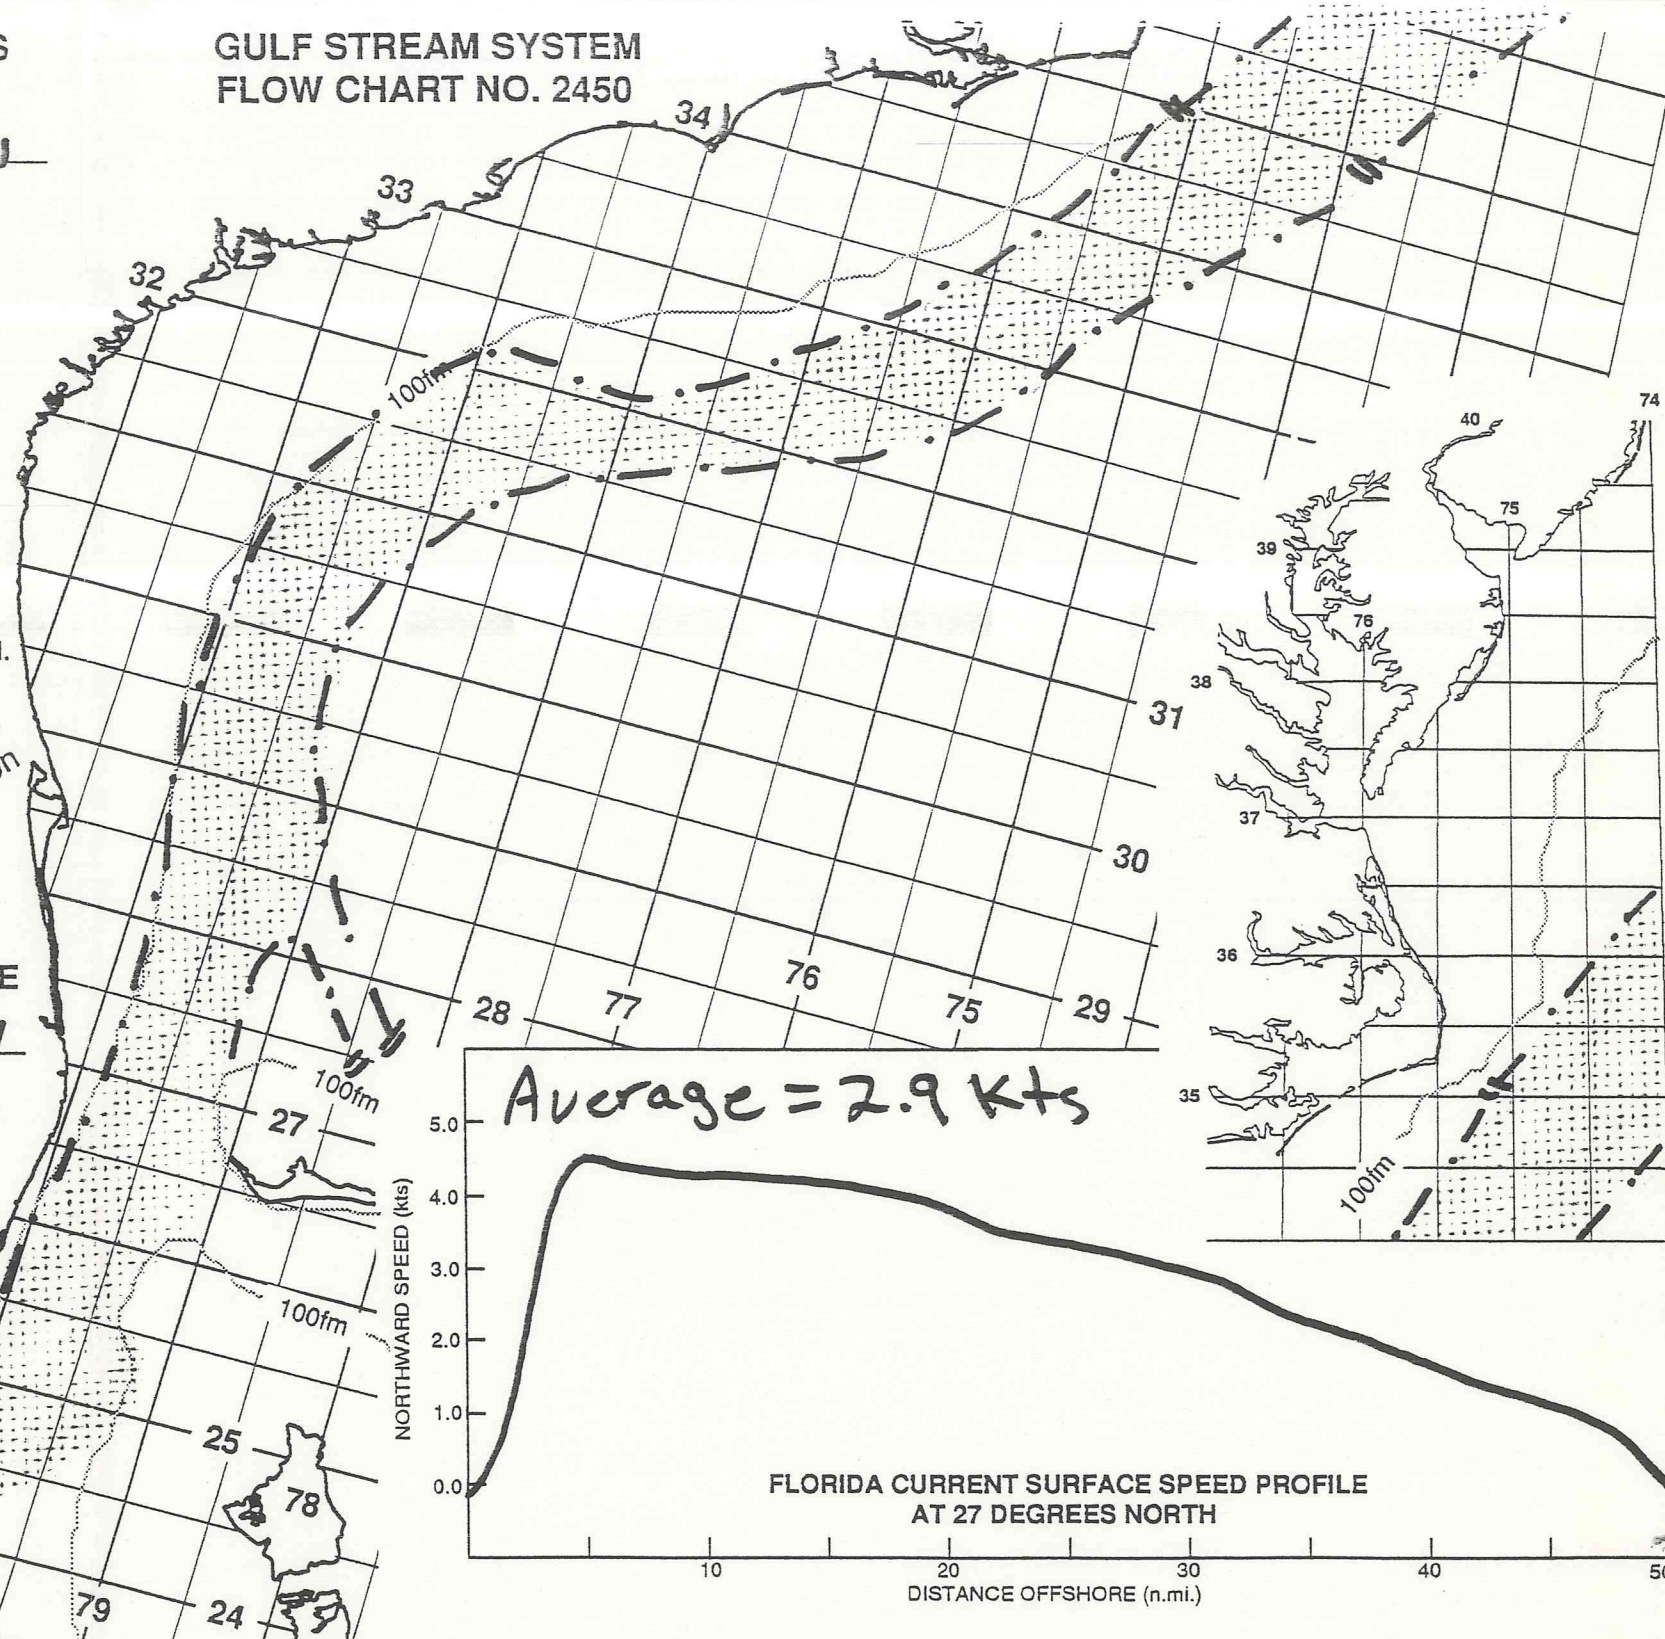 GULF STREAM SYSTEM
FLOW CHART NO. 2450
34
33
32
100fm
31
30
29
28
77
76
75
100fm
27
100fm
25
78
79
24
74
40
75
39
76
38
37
36
35
100fm
Average = 2.9 Kts
5.0
4.0
3.0
2.0
1.0
0.0
NORTHWARD SPEED (kts)
FLORIDA CURRENT SURFACE SPEED PROFILE
AT 27 DEGREES NORTH
10
20
30
40
DISTANCE OFFSHORE (n.mi.)
E